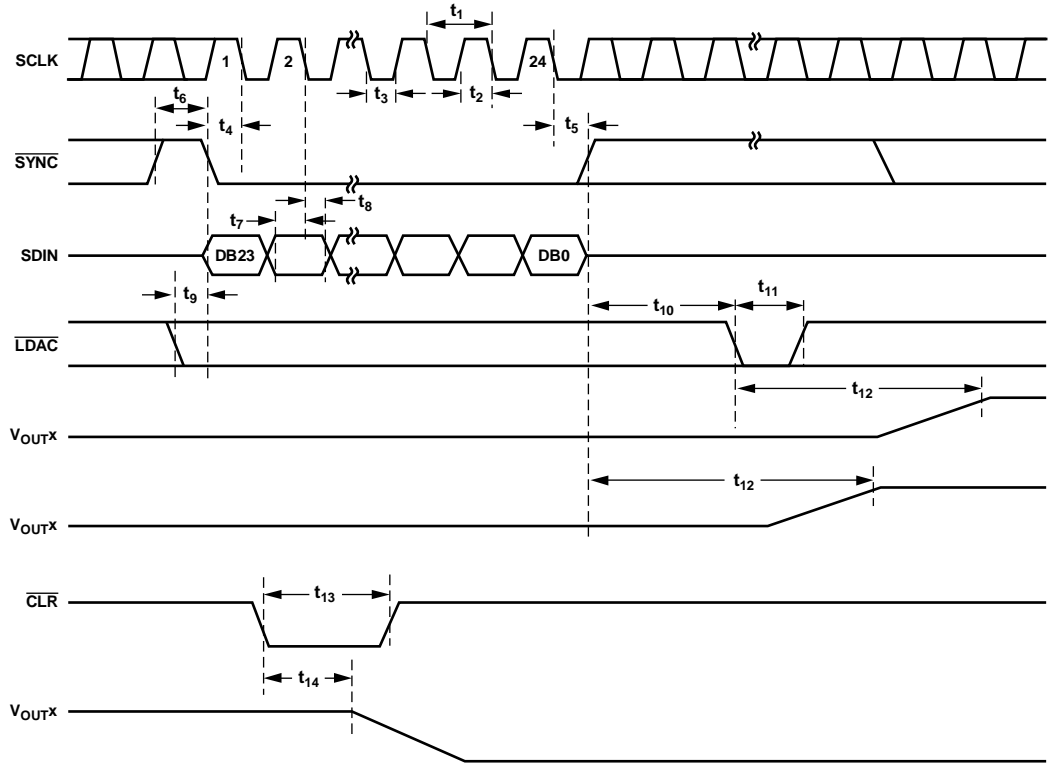 t1
SCLK 1 2 24
t3 t2
t6
t4 t5
SYNC
t8
t7
SDIN DB23 DB0
t9 t10 t11
LDAC
t12
VOUTx
t12
VOUTx
t13
CLR
t14
VOUTx